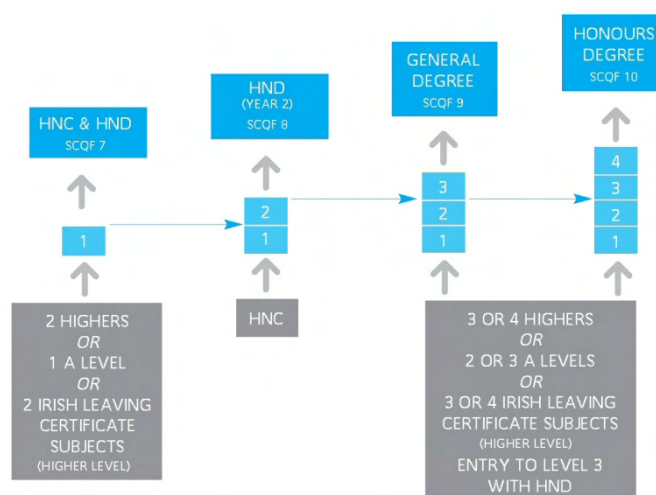 HONOURS
DEGREE
SCQF 10
GENERAL
DEGREE
SCQF 9
HND
(YEAR 2)
SCQF 8
HNC & HND
SCQF 7
1
2
1
3
2
1
4
3
2
1
2 HIGHERS
OR
1 A LEVEL
OR
2 IRISH LEAVING
CERTIFICATE
SUBJECTS
(HIGHER LEVEL)
HNC
3 OR 4 HIGHERS
OR
2 OR 3 A LEVELS
OR
3 OR 4 IRISH LEAVING
CERTIFICATE SUBJECTS
(HIGHER LEVEL)
ENTRY TO LEVEL 3
WITH HND